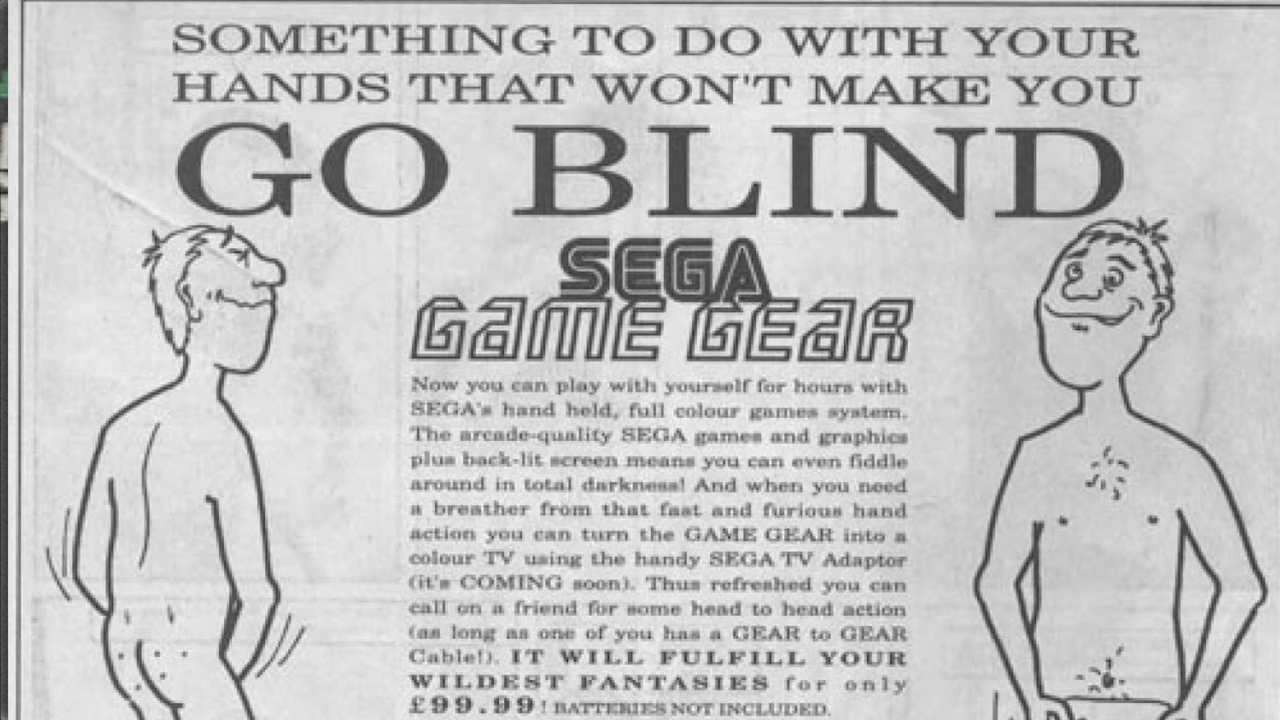 SOMETHING TO DO WITH YOUR
HANDS THAT WON'T MAKE YOU
GO BLIND
SEGA
GAME GEAR
Now you can play with yourself for hours with
SEGA's hand held, full colour games system.
The arcade-quality SEGA games and graphics
plus back-lit screen means you can even fiddle
around in total darkness! And when you need
a breather from that fast and furious hand
action you can turn the GAME GEAR into a
colour TV using the handy SEGA TV Adaptor
(it's COMING soon). Thus refreshed you can
call on a friend for some head to head action
(as long as one of you has a GEAR to GEAR
Cable!). IT WILL FULFILL YOUR
WILDEST FANTASIES for only
£99.99! BATTERIES NOT INCLUDED.